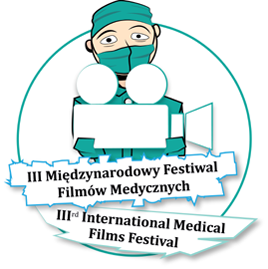 III Międzynarodowy Festiwal
Filmów Medycznych
IIIrd International Medical
Films Festival